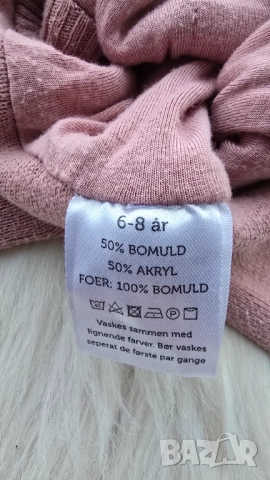 6-8 år
50% BOMULD
50% AKRYL
FOER: 100% BOMULD
Vaskes sammen med
lignende farver. Bør vaskes
seperat de første par gange
BAZAR